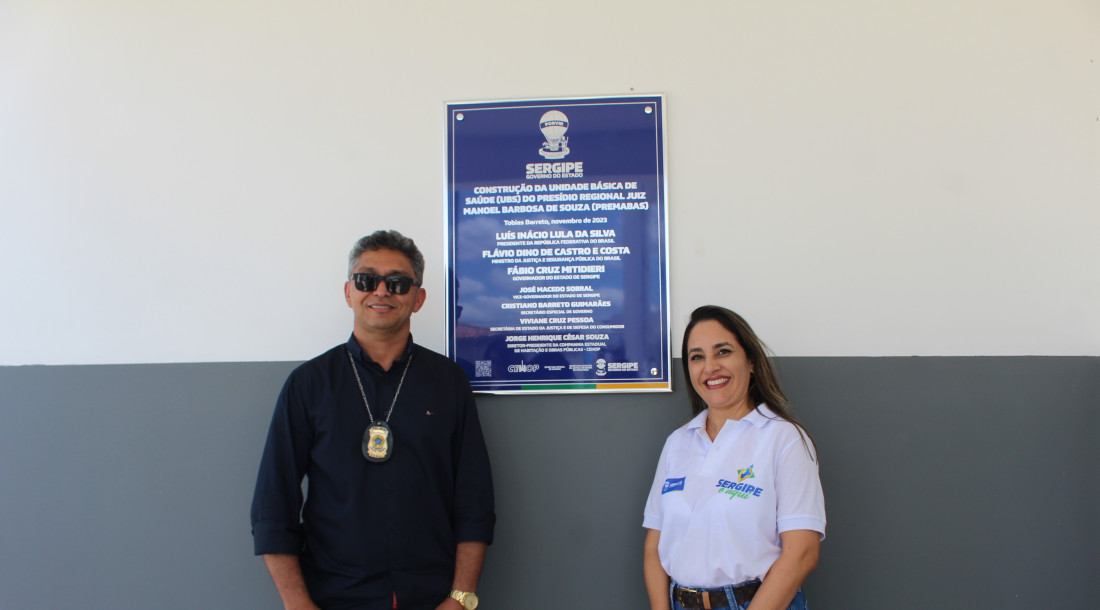 SERGIPE
GOVERNO DO ESTADO
CONSTRUÇÃO DA UNIDADE BÁSICA DE
SAÚDE (UBS) DO PRESÍDIO REGIONAL JUIZ
MANOEL BARBOSA DE SOUZA (PREMABAS)
Tobias Barreto, novembro de 2023
LUÍS INÁCIO LULA DA SILVA
PRESIDENTE DA REPÚBLICA FEDERATIVA DO BRASIL
FLÁVIO DINO DE CASTRO E COSTA
MINISTRO DA JUSTIÇA E SEGURANÇA PÚBLICA DO BRASIL
FÁBIO CRUZ MITIDIERI
GOVERNADOR DO ESTADO DE SERGIPE
JOSÉ MACEDO SOBRAL
VICE-GOVERNADOR DO ESTADO DE SERGIPE
CRISTIANO BARRETO GUIMARÃES
SECRETÁRIO ESPECIAL DE GOVERNO
VIVIANE CRUZ PESSOA
SECRETÁRIA DE ESTADO DA JUSTIÇA E DE DEFESA DO CONSUMIDOR
JORGE HENRIQUE CÉSAR SOUZA
DIRETOR-PRESIDENTE DA COMPANHIA ESTADUAL
DE HABITAÇÃO E OBRAS PÚBLICAS - CEHOP
CEHOP
SERGIPE
GOVERNO DO ESTADO
SERGIPE
é aqui